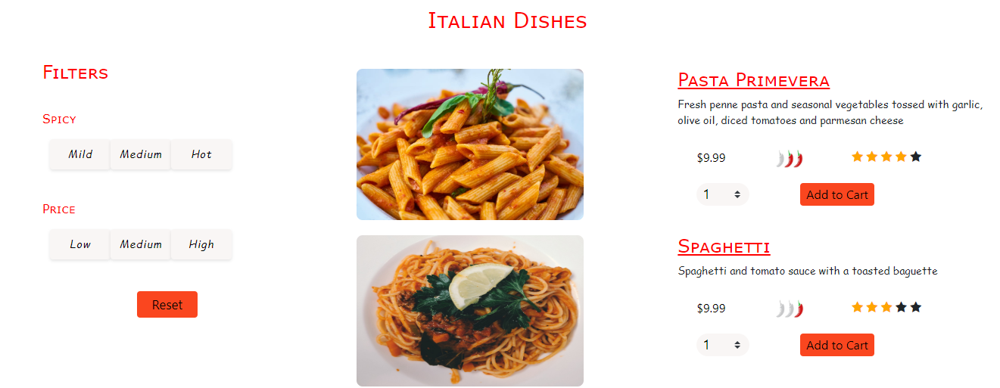 Italian Dishes
Filters
Spicy
Mild Medium Hot
Price
Low Medium High
Reset
Pasta Primevera
Fresh penne pasta and seasonal vegetables tossed with garlic,
olive oil, diced tomatoes and parmesan cheese
$9.99
1 Add to Cart
Spaghetti
Spaghetti and tomato sauce with a toasted baguette
$9.99
1 Add to Cart